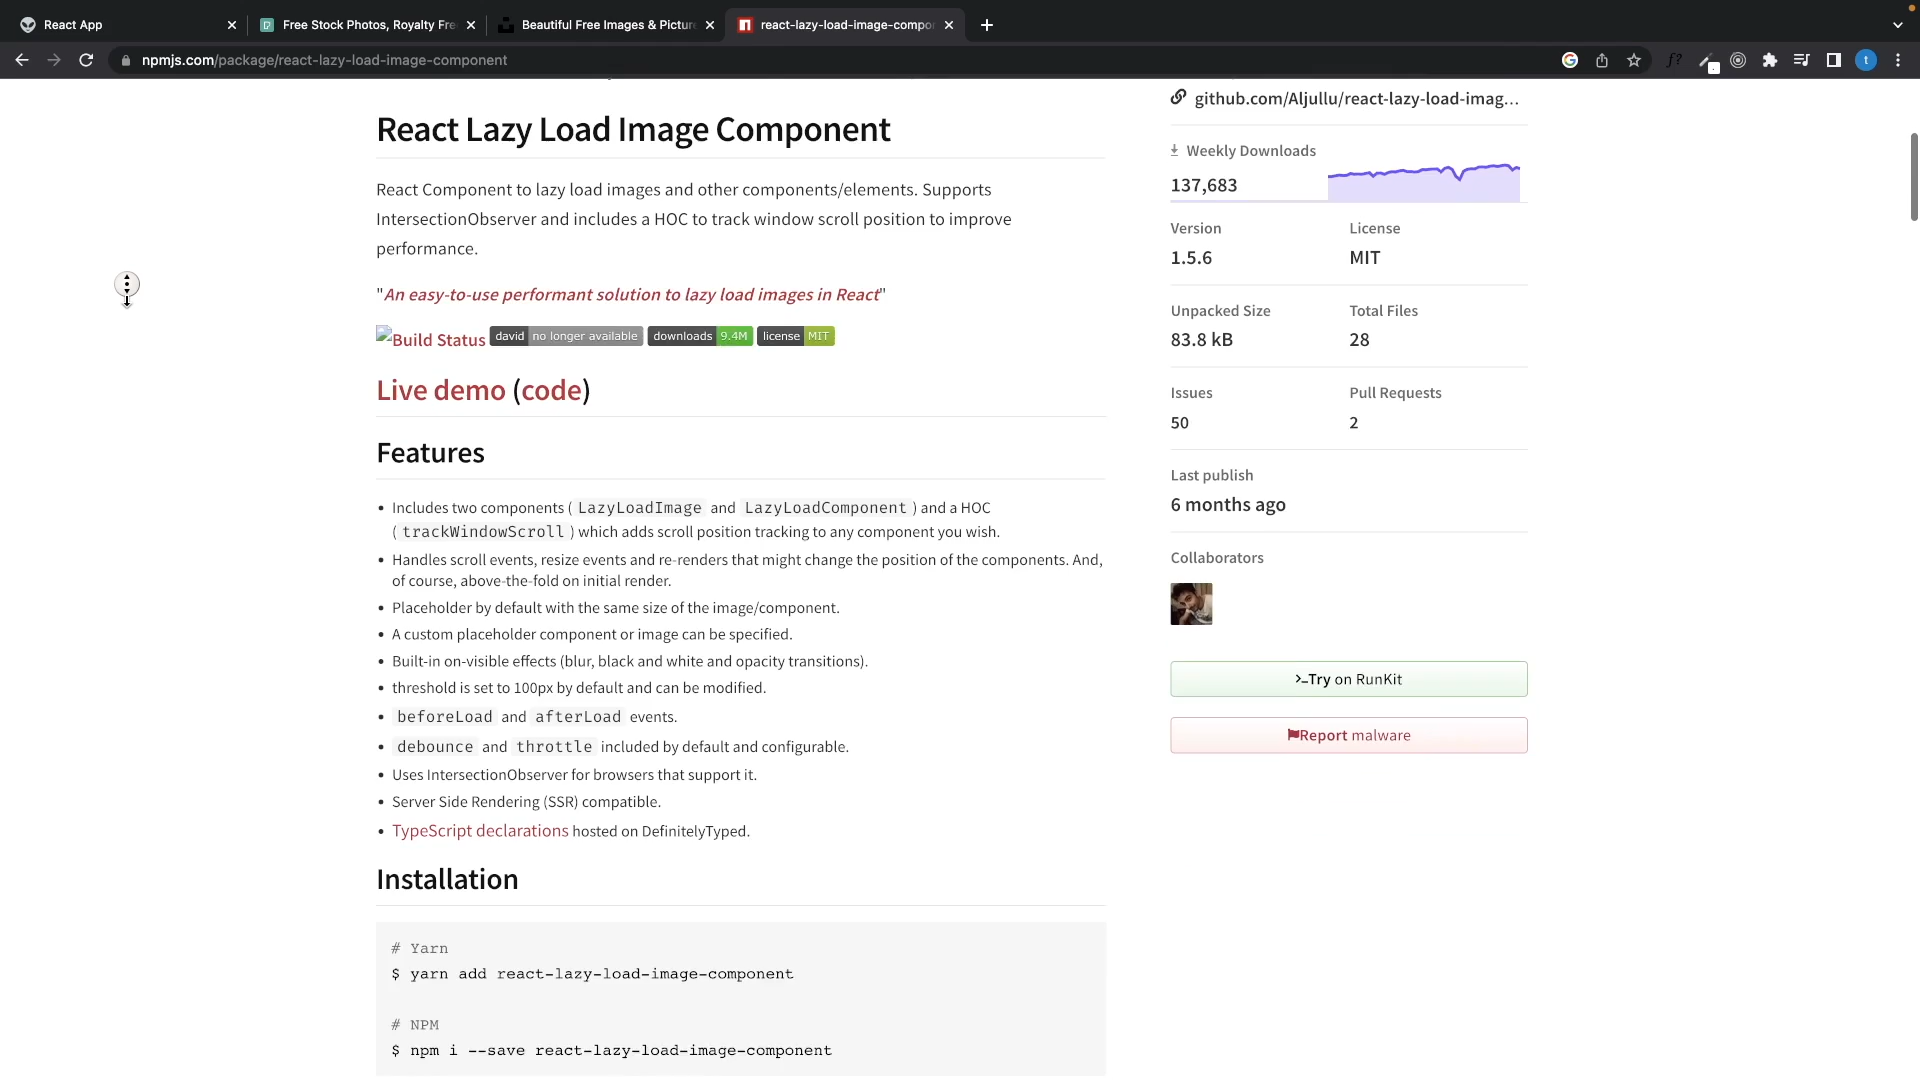 React App
Free Stock Photos, Royalty Fre
Beautiful Free Images & Picture
react-lazy-load-image-compo
npmjs.com/package/react-lazy-load-image-component
f?
t
React Lazy Load Image Component
React Component to lazy load images and other components/elements. Supports
IntersectionObserver and includes a HOC to track window scroll position to improve
performance.
"An easy-to-use performant solution to lazy load images in React"
Build Status david no longer available downloads 9.4M license MIT
Live demo (code)
Features
• Includes two components ( LazyLoadImage and LazyLoadComponent ) and a HOC
( trackWindowScroll ) which adds scroll position tracking to any component you wish.
• Handles scroll events, resize events and re-renders that might change the position of the components. And,
of course, above-the-fold on initial render.
• Placeholder by default with the same size of the image/component.
• A custom placeholder component or image can be specified.
• Built-in on-visible effects (blur, black and white and opacity transitions).
• threshold is set to 100px by default and can be modified.
• beforeLoad and afterLoad events.
• debounce and throttle included by default and configurable.
• Uses IntersectionObserver for browsers that support it.
• Server Side Rendering (SSR) compatible.
• TypeScript declarations hosted on DefinitelyTyped.
Installation
# Yarn
$ yarn add react-lazy-load-image-component
# NPM
$ npm i --save react-lazy-load-image-component
github.com/Aljullu/react-lazy-load-imag...
Weekly Downloads
137,683
Version
1.5.6
License
MIT
Unpacked Size
83.8 kB
Total Files
28
Issues
50
Pull Requests
2
Last publish
6 months ago
Collaborators
Try on RunKit
Report malware